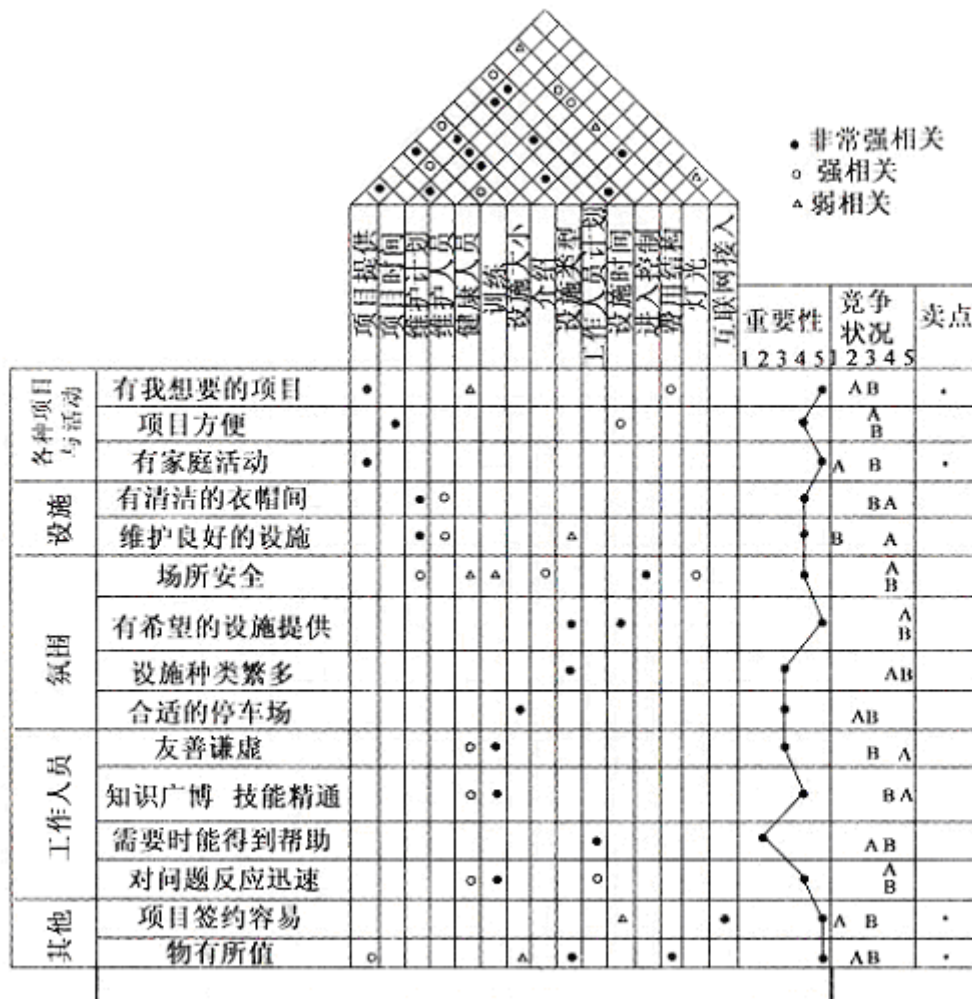 ● 非常强相关
○ 强相关
△ 弱相关
项目提供
项目时间
维护计划
维护人员
健康人员
训练
设施大小
介绍
设施类型
工作人员计划
设施时间
进入控制
费用结构
灯光
互联网接入
重要性
1 2 3 4 5
竞争状况
1 2 3 4 5
卖点
各种项目与活动
有我想要的项目 A B
项目方便 A B
有家庭活动 A B
设施
有清洁的衣帽间 B A
维护良好的设施 B A
氛围
场所安全 A B
有希望的设施提供 A B
设施种类繁多 A B
合适的停车场 A B
工作人员
友善谦虚 B A
知识广博 技能精通 B A
需要时能得到帮助 A B
对问题反应迅速 A B
其他
项目签约容易 A B
物有所值 A B